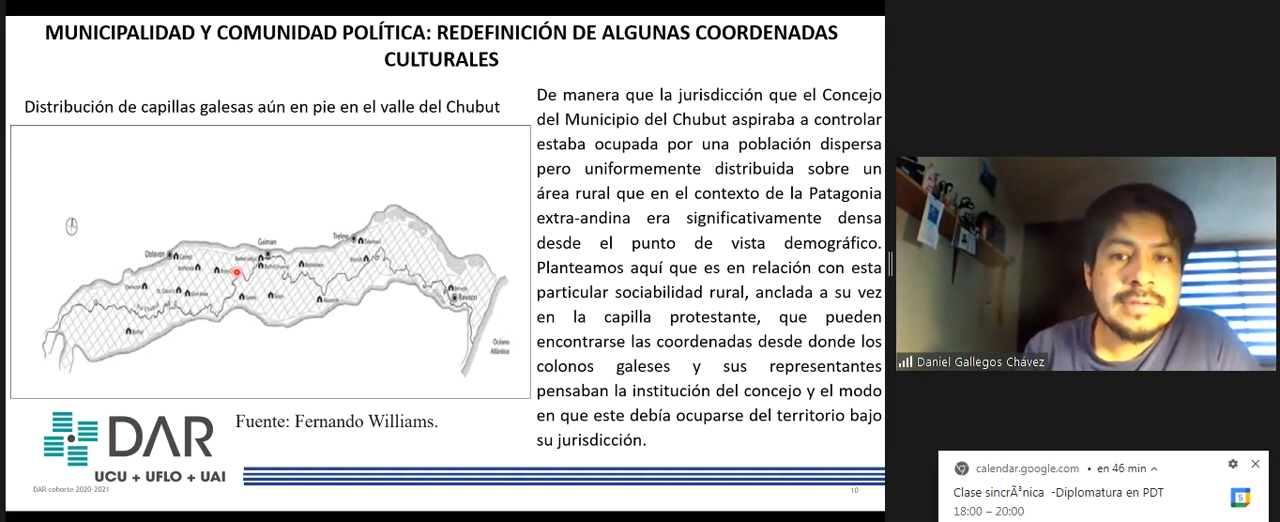 MUNICIPALIDAD Y COMUNIDAD POLÍTICA: REDEFINICIÓN DE ALGUNAS COORDENADAS
CULTURALES
Distribución de capillas galesas aún en pie en el valle del Chubut
Dolavon
Gaiman
Trelew
Rawson
Océano
Atlántico
Fuente: Fernando Williams.
De manera que la jurisdicción que el Concejo
del Municipio del Chubut aspiraba a controlar
estaba ocupada por una población dispersa
pero uniformemente distribuida sobre un
área rural que en el contexto de la Patagonia
extra-andina era significativamente densa
desde el punto de vista demográfico.
Planteamos aquí que es en relación con esta
particular sociabilidad rural, anclada a su vez
en la capilla protestante, que pueden
encontrarse las coordenadas desde donde los
colonos galeses y sus representantes
pensaban la institución del concejo y el modo
en que este debía ocuparse del territorio bajo
su jurisdicción.
DAR
UCU + UFLO + UAI
DAR cohorte 2020-2021
10
Daniel Gallegos Chávez
calendar.google.com • en 46 min
Clase sincrÃ³nica -Diplomatura en PDT
18:00 – 20:00